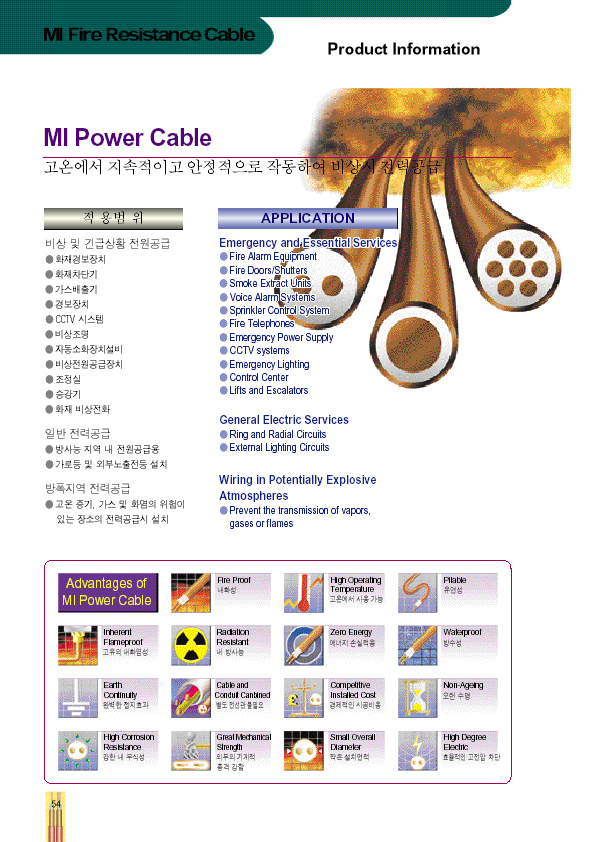 MI Fire Resistance Cable
Product Information
MI Power Cable
고온에서 지속적이고 안정적으로 작동하여 비상시 전력공급
적 용 범 위
비상 및 긴급상황 전원공급
● 화재경보장치
● 화재차단기
● 가스배출기
● 경보장치
● CCTV 시스템
● 비상조명
● 자동소화장치설비
● 비상전원공급장치
● 조정실
● 승강기
● 화재 비상전화
일반 전력공급
● 방사능 지역 내 전원공급용
● 가로등 및 외부노출전등 설치
방폭지역 전력공급
● 고온 증기, 가스 및 화염의 위험이
있는 장소의 전력공급시 설치
APPLICATION
Emergency and Essential Services
● Fire Alarm Equipment
● Fire Doors/Shutters
● Smoke Extract Units
● Voice Alarm Systems
● Sprinkler Control System
● Fire Telephones
● Emergency Power Supply
● CCTV systems
● Emergency Lighting
● Control Center
● Lifts and Escalators
General Electric Services
● Ring and Radial Circuits
● External Lighting Circuits
Wiring in Potentially Explosive
Atmospheres
● Prevent the transmission of vapors,
gases or flames
Advantages of
MI Power Cable
Fire Proof
내화성
High Operating
Temperature
고온에서 사용 가능
Pliable
유연성
Inherent
Flameproof
고유의 내화염성
Radiation
Resistant
내 방사능
Zero Energy
에너지 손실적음
Waterproof
방수성
Earth
Continuity
완벽한 접지효과
Cable and
Conduit Canbined
별도 전선관 불필요
Competitive
Installed Cost
경제적인 시공비용
Non-Ageing
오랜 수명
High Corrosion
Resistance
강한 내 부식성
Great Mechanical
Strength
외부의 기계적
충격 강함
Small Overall
Diameter
작은 설치면적
High Degree
Electric
효율적인 고전압 차단
54